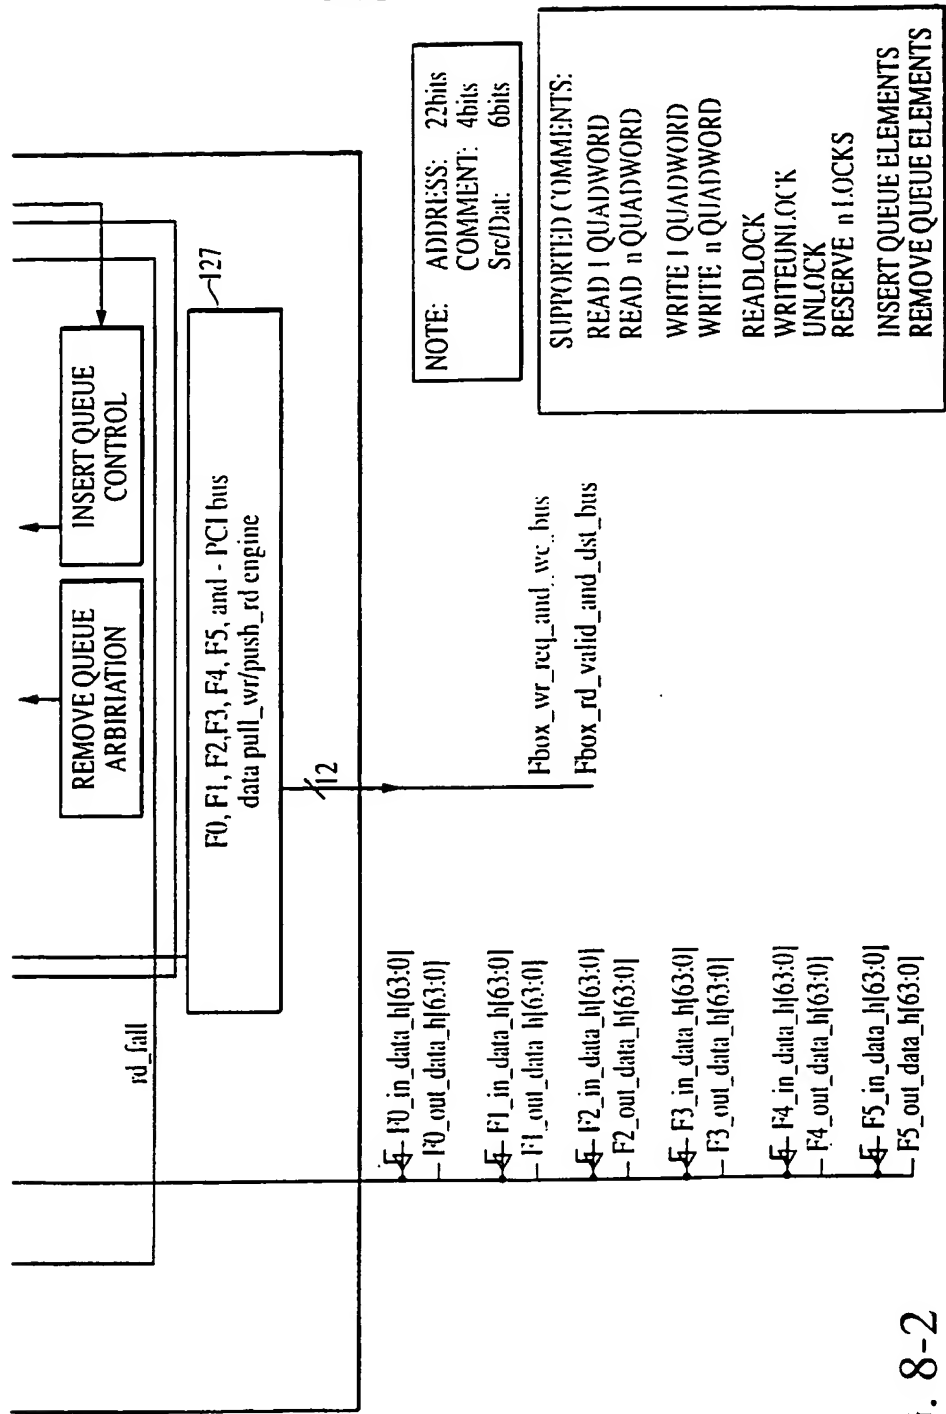 REMOVE QUEUE
ARBIRIATION
INSERT QUEUE
CONTROL
rd_fall
127
F0, F1, F2,F3, F4, F5, and - PCI bus
data pull_wr/push_rd engine
12
Fbox_wr_req_and_wc_bus
Fbox_rd_valid_and_dst_bus
F0_in_data_h[63:0]
F0_out_data_h[63:0]
F1_in_data_h[63:0]
F1_out_data h[63:0]
F2_in_data_h[63:0]
F2_out_data_h[63:0]
F3_in_data_h[63:0]
F3_out_data_h[63:0]
F4_in_data_h[63:0]
F4_out_data_h[63:0]
F5_in_data_h[63:0]
F5_out_data_h[63:0]
NOTE: ADDRESS: 22bits
COMMENT: 4bits
Src/Dat: 6bits
SUPPORTED COMMENTS:
READ 1 QUADWORD
READ n QUADWORD
WRITE 1 QUADWORD
WRITE n QUADWORD
READLOCK
WRITEUNLOCK
UNLOCK
RESERVE n LOCKS
INSERT QUEUE ELEMENTS
REMOVE QUEUE ELEMENTS
8-2